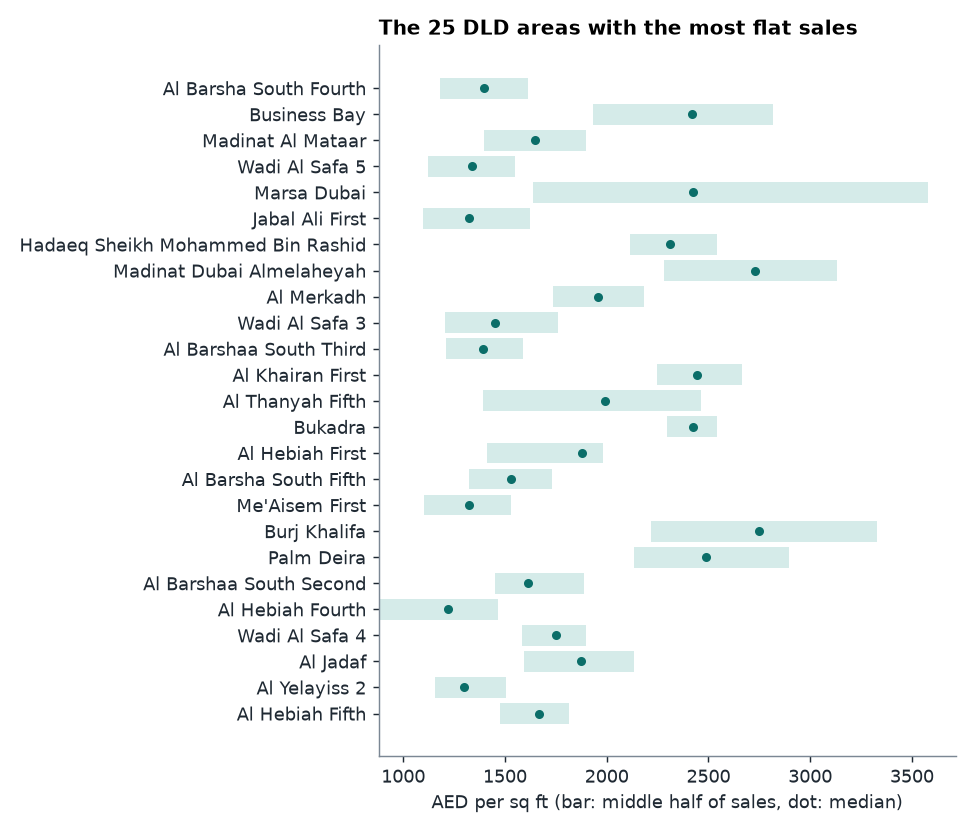 The 25 DLD areas with the most flat sales
Al Barsha South Fourth
Business Bay
Madinat Al Mataar
Wadi Al Safa 5
Marsa Dubai
Jabal Ali First
Hadaeq Sheikh Mohammed Bin Rashid
Madinat Dubai Almelaheyah
Al Merkadh
Wadi Al Safa 3
Al Barshaa South Third
Al Khairan First
Al Thanyah Fifth
Bukadra
Al Hebiah First
Al Barsha South Fifth
Me'Aisem First
Burj Khalifa
Palm Deira
Al Barshaa South Second
Al Hebiah Fourth
Wadi Al Safa 4
Al Jadaf
Al Yelayiss 2
Al Hebiah Fifth
1000 1500 2000 2500 3000 3500
AED per sq ft (bar: middle half of sales, dot: median)